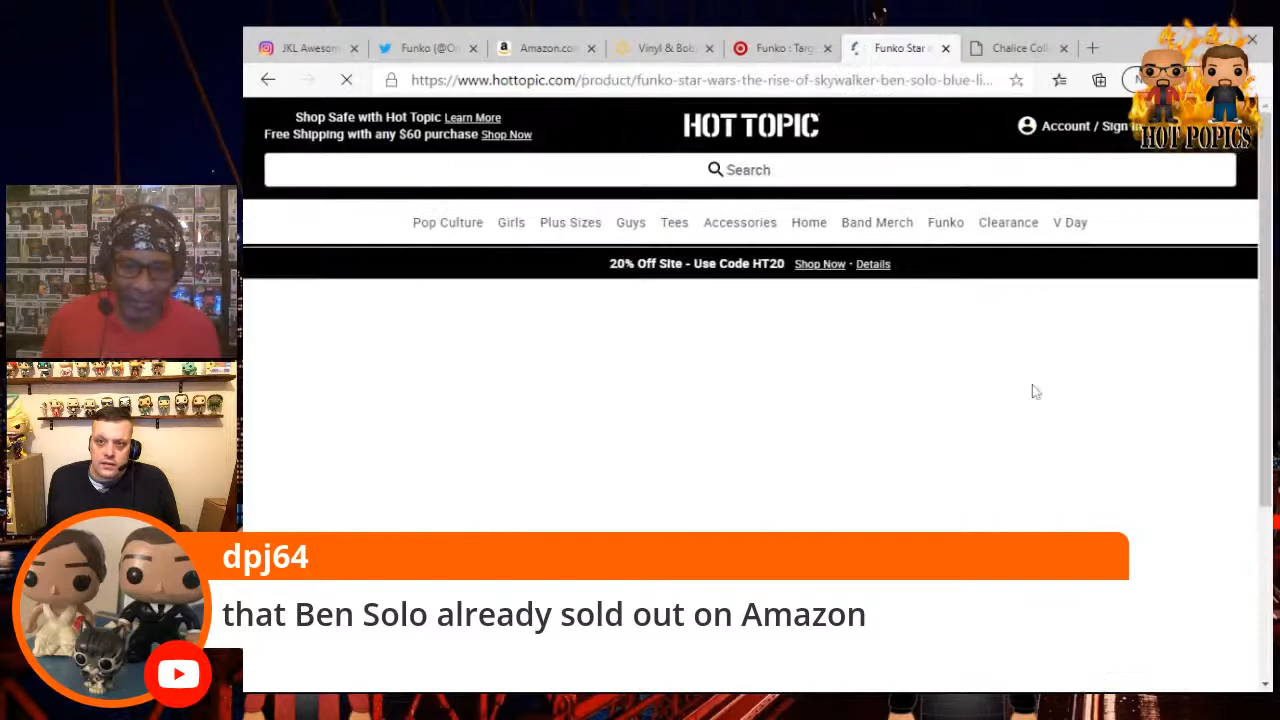 JKL Awesom
Funko (@Or
Amazon.co
Vinyl & Bob
Funko : Targ
Funko Star
Chalice Coll
https://www.hottopic.com/product/funko-star-wars-the-rise-of-skywalker-ben-solo-blue-li...
HOT POPICS
Shop Safe with Hot Topic Learn More
Free Shipping with any $60 purchase Shop Now
HOT TOPIC
Account / Sign In
Search
Pop Culture Girls Plus Sizes Guys Tees Accessories Home Band Merch Funko Clearance V Day
20% Off Site - Use Code HT20 Shop Now · Details
dpj64
that Ben Solo already sold out on Amazon